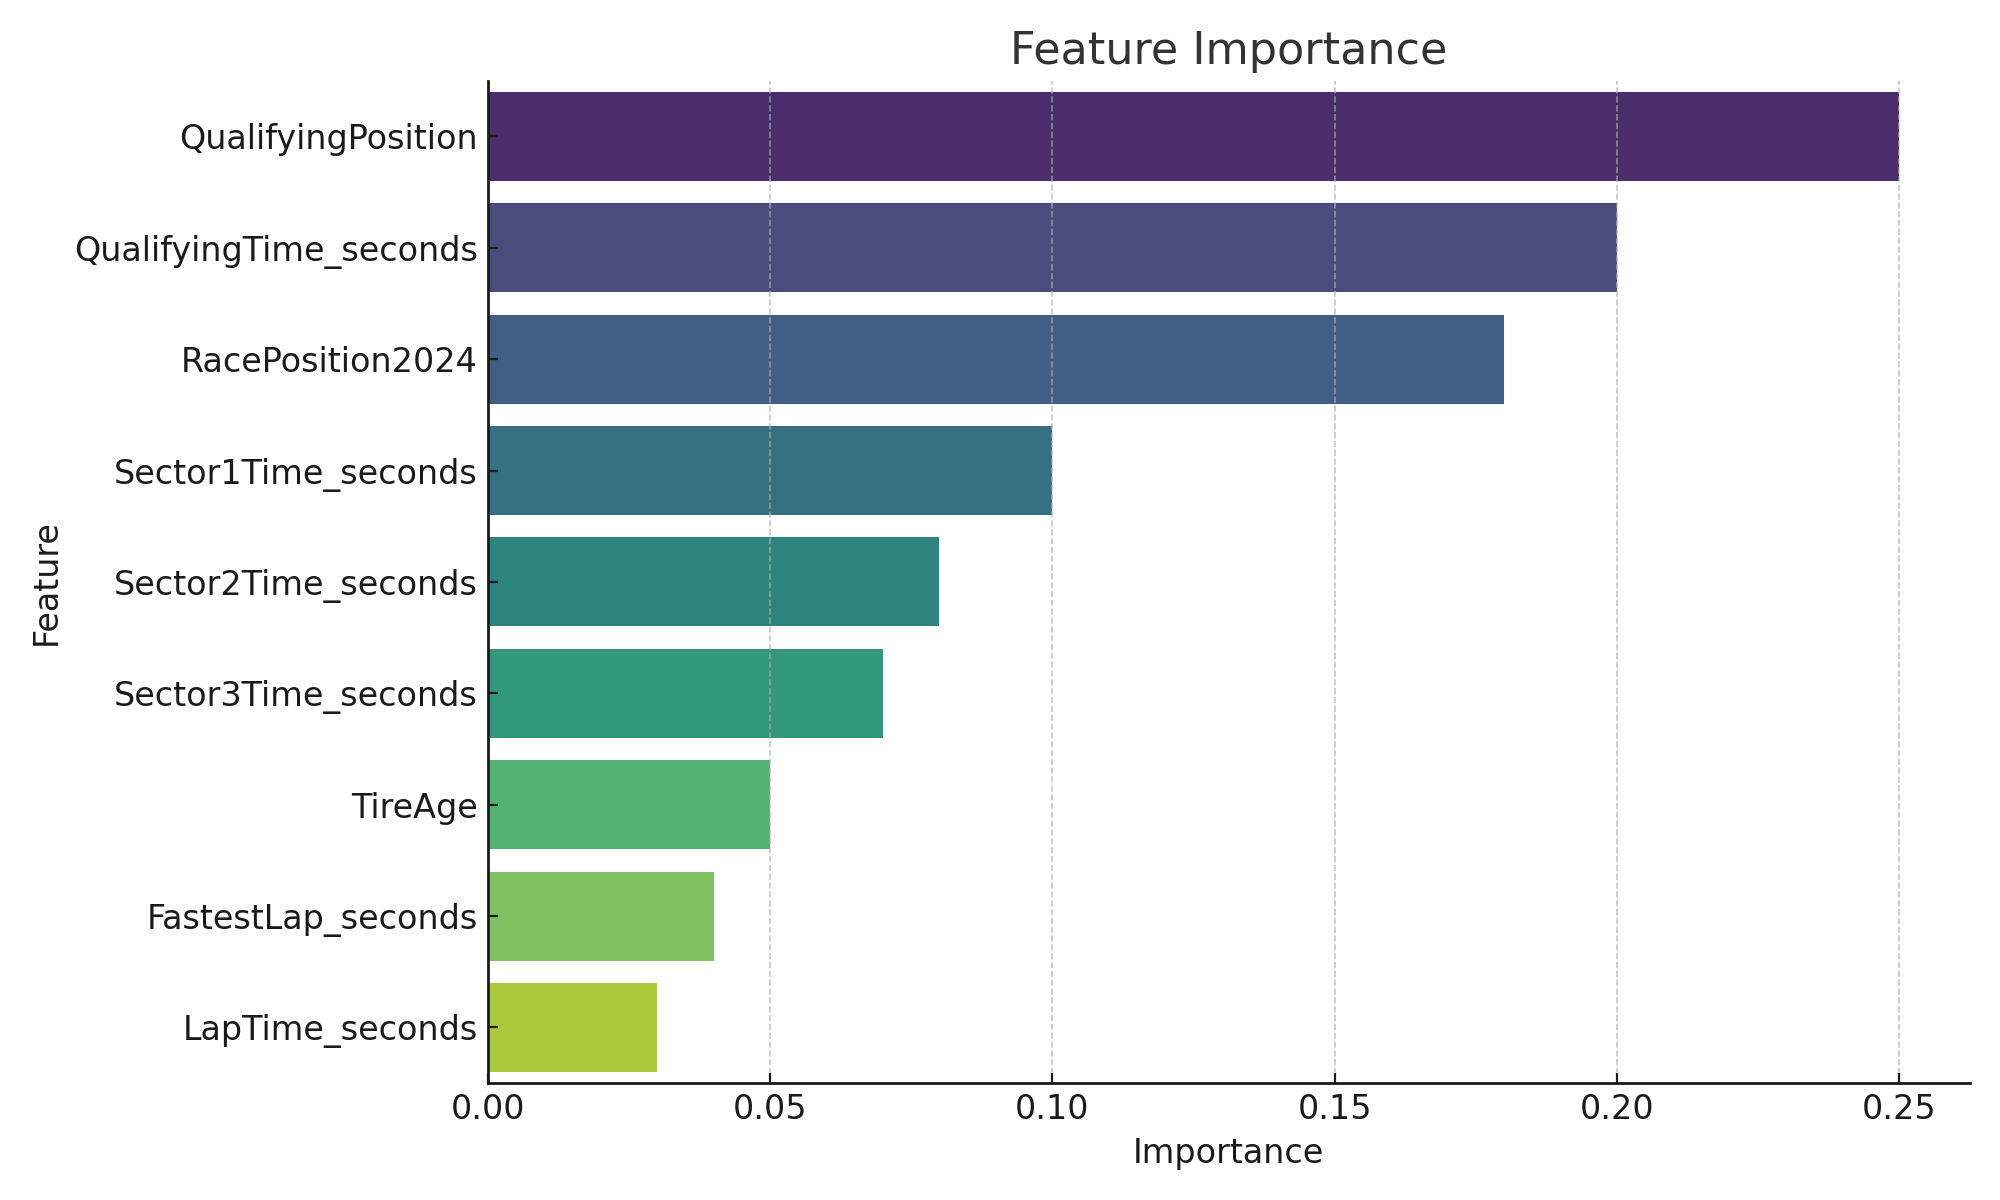 Feature Importance
QualifyingPosition
QualifyingTime_seconds
RacePosition2024
Sector1Time_seconds
Sector2Time_seconds
Sector3Time_seconds
TireAge
FastestLap_seconds
LapTime_seconds
Feature
0.00 0.05 0.10 0.15 0.20 0.25
Importance